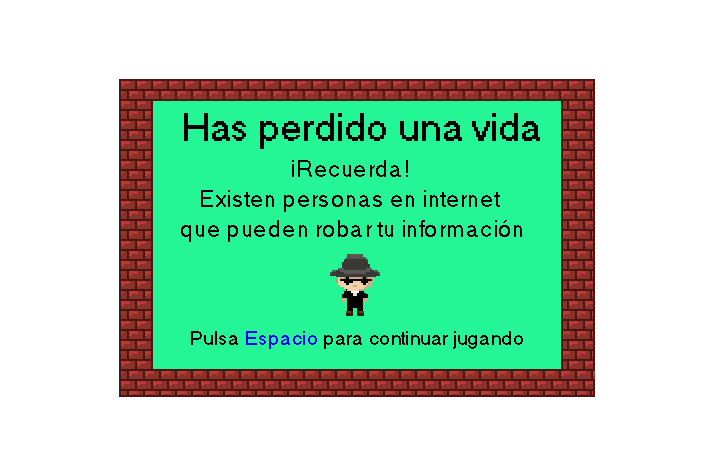 Has perdido una vida
¡Recuerda!
Existen personas en internet
que pueden robar tu información
Pulsa Espacio para continuar jugando